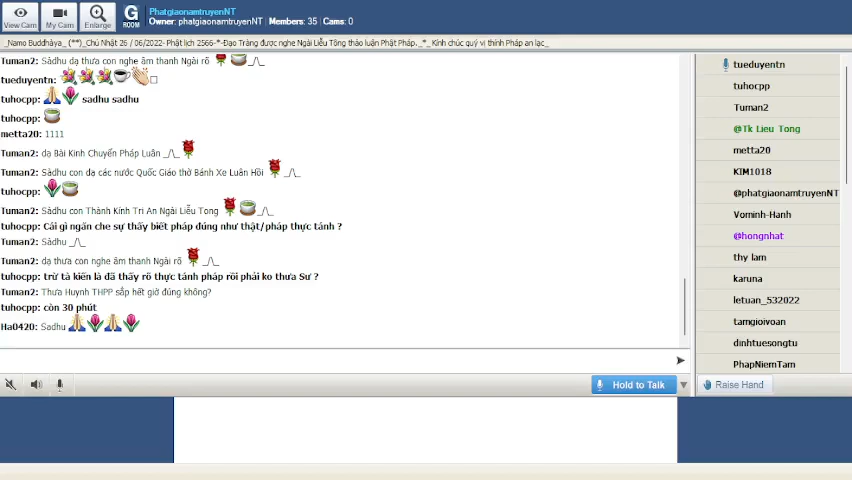 PhatgiaonamtruyenNT
Owner: phatgiaonamtruyenNT | Members: 35 | Cams: 0
View Cam
My Cam
Enlarge
G
ROOM
_Namo Buddhāya_ (**)_Chủ Nhật 26 / 06/2022- Phật lịch 2566-*-Đạo Tràng được nghe Ngài Liễu Tông thảo luận Phật Pháp. _*_ Kính chúc quý vị thính Pháp an lạc_
Tuman2: Sādhu dạ thưa con nghe âm thanh Ngài rõ _/\_
tueduyentn:
tuhocpp: sadhu sadhu
tuhocpp:
metta20: 1111
Tuman2: dạ Bài Kinh Chuyển Pháp Luân _/\_
Tuman2: Sādhu con dạ các nước Quốc Giáo thờ Bánh Xe Luân Hồi _/\_
tuhocpp:
Tuman2: Sādhu con Thành Kính Tri Ân Ngài Liễu Tong _/\_
tuhocpp: Cái gì ngăn che sự thấy biết pháp đúng như thật/pháp thực tánh ?
Tuman2: Sādhu _/\_
Tuman2: dạ thưa con nghe âm thanh Ngài rõ _/\_
tuhocpp: trừ tà kiến là đã thấy rõ thực tánh pháp rồi phải ko thưa Sư ?
Tuman2: Thưa Huynh THPP sắp hết giờ đúng không?
tuhocpp: còn 30 phút
Ha0420: Sadhu
tueduyentn
tuhocpp
Tuman2
@Tk Lieu Tong
metta20
KIM1018
@phatgiaonamtruyenNT
Vominh-Hanh
@hongnhat
thy lam
karuna
letuan_532022
tamgioivoan
dinhtuesongtu
PhapNiemTam
Hold to Talk
Raise Hand